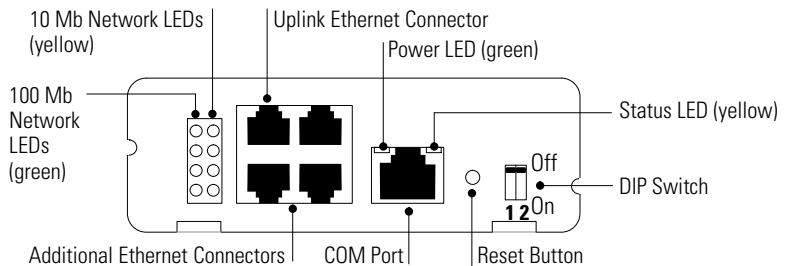 10 Mb Network LEDs
(yellow)
Uplink Ethernet Connector
Power LED (green)
100 Mb
Network
LEDs
(green)
Status LED (yellow)
Off
DIP Switch
1 2 On
Additional Ethernet Connectors
COM Port
Reset Button